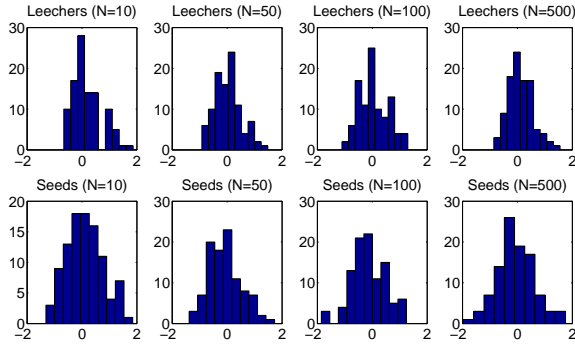 Leechers (N=10) Leechers (N=50) Leechers (N=100) Leechers (N=500)
30 30 30 30
20 20 20 20
10 10 10 10
0 0 0 0
−2 0 2 −2 0 2 −2 0 2 −2 0 2
Seeds (N=10) Seeds (N=50) Seeds (N=100) Seeds (N=500)
20 30 30 30
15
20 20 20
10
10 10 10
5
0 0 0 0
−2 0 2 −2 0 2 −2 0 2 −2 0 2